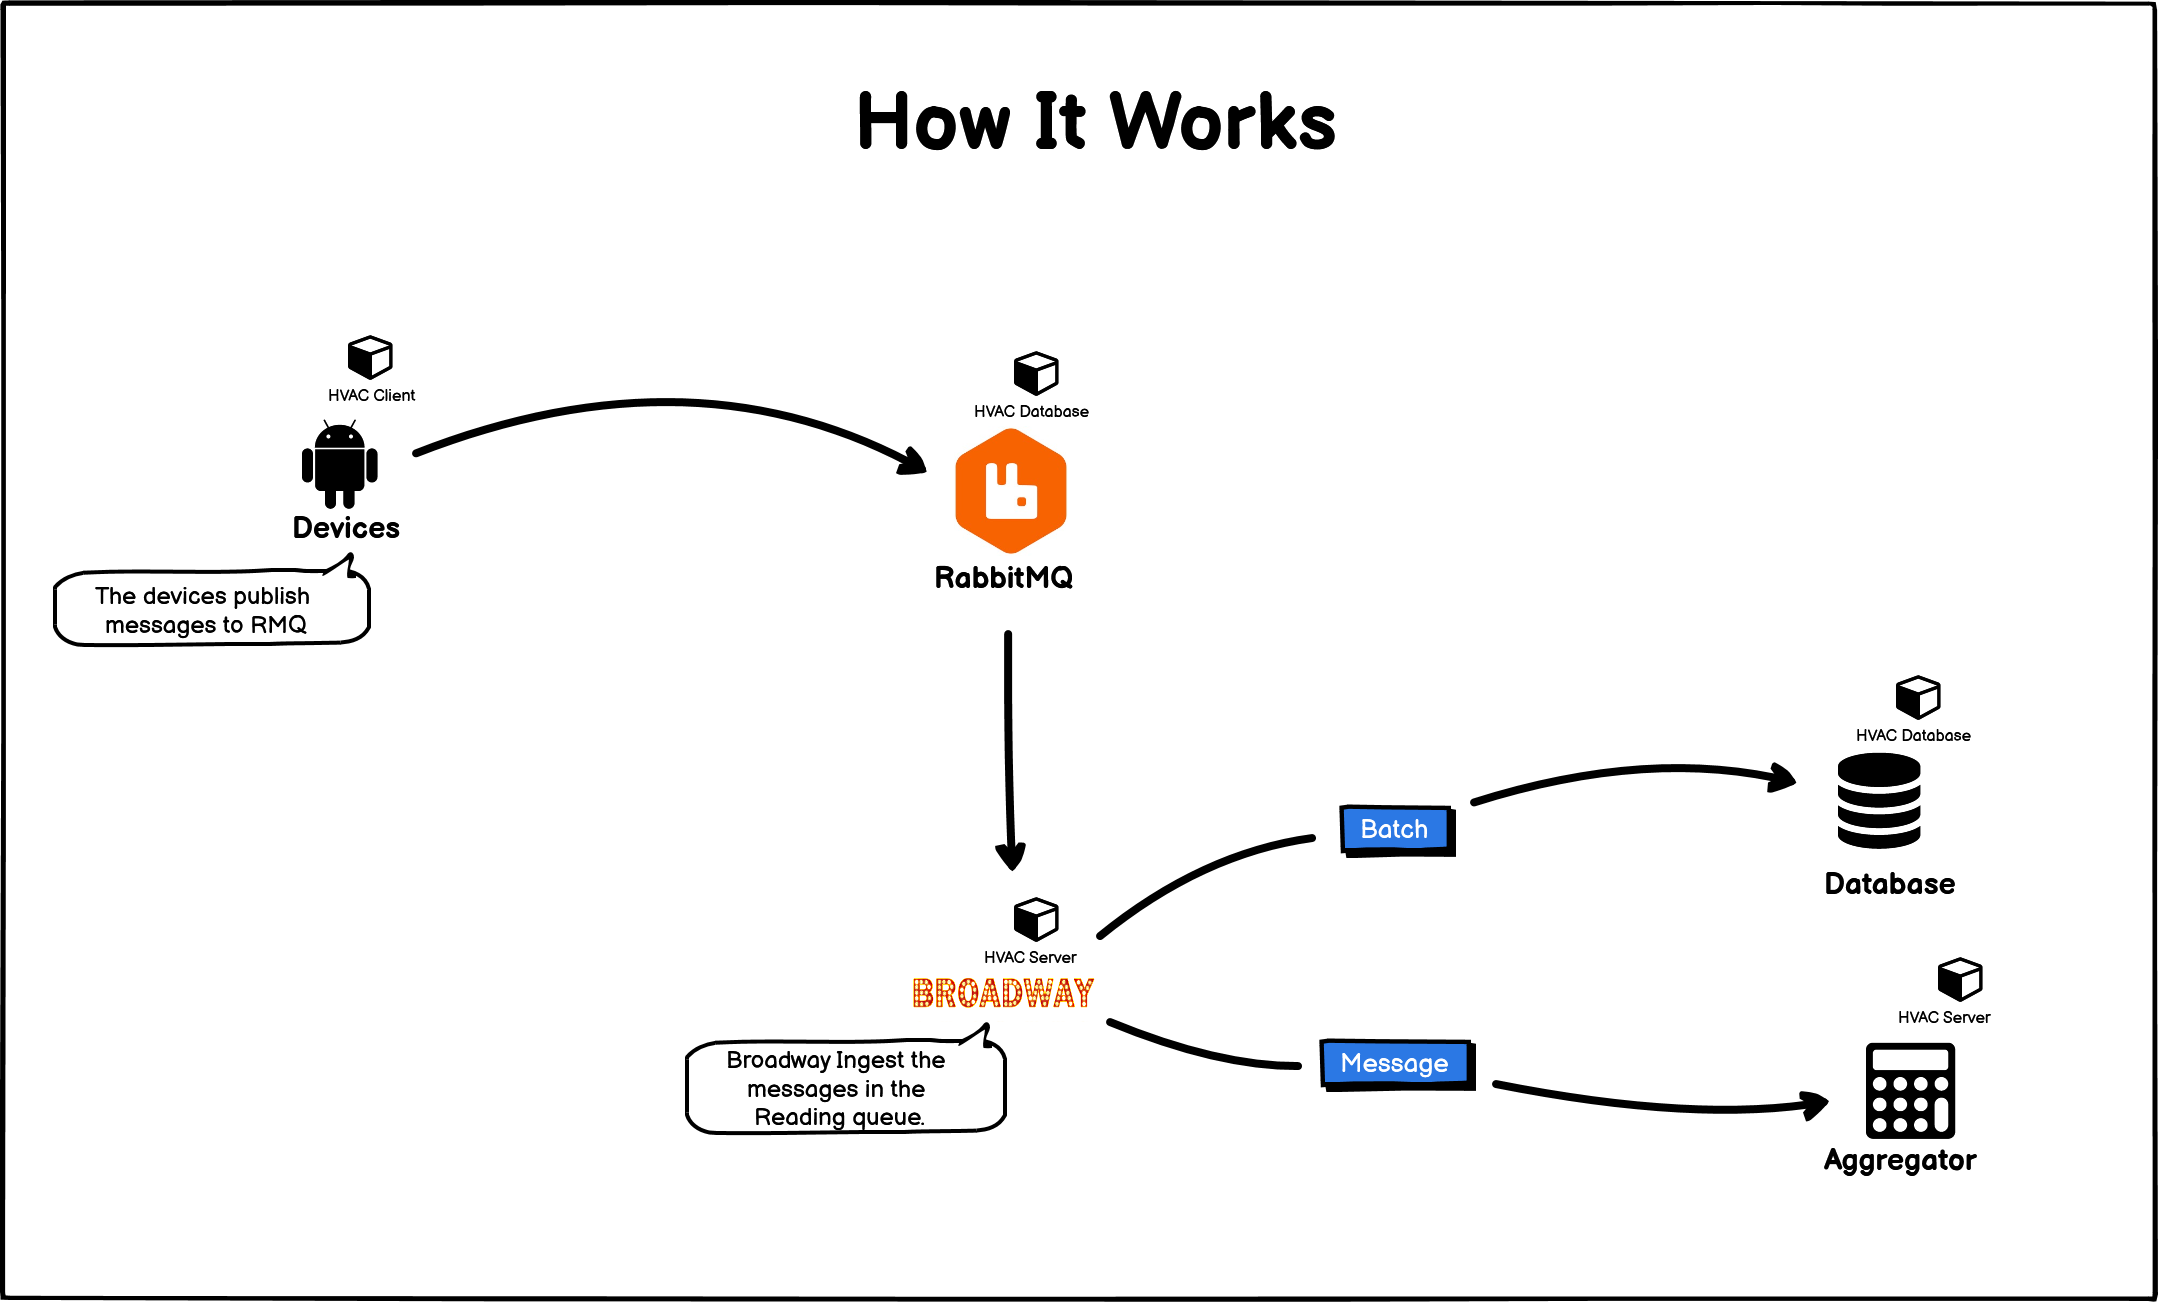 How It Works
HVAC Client
Devices
The devices publish
messages to RMQ
HVAC Database
RabbitMQ
HVAC Server
BROADWAY
Broadway Ingest the
messages in the
Reading queue.
Batch
Message
HVAC Database
Database
HVAC Server
Aggregator